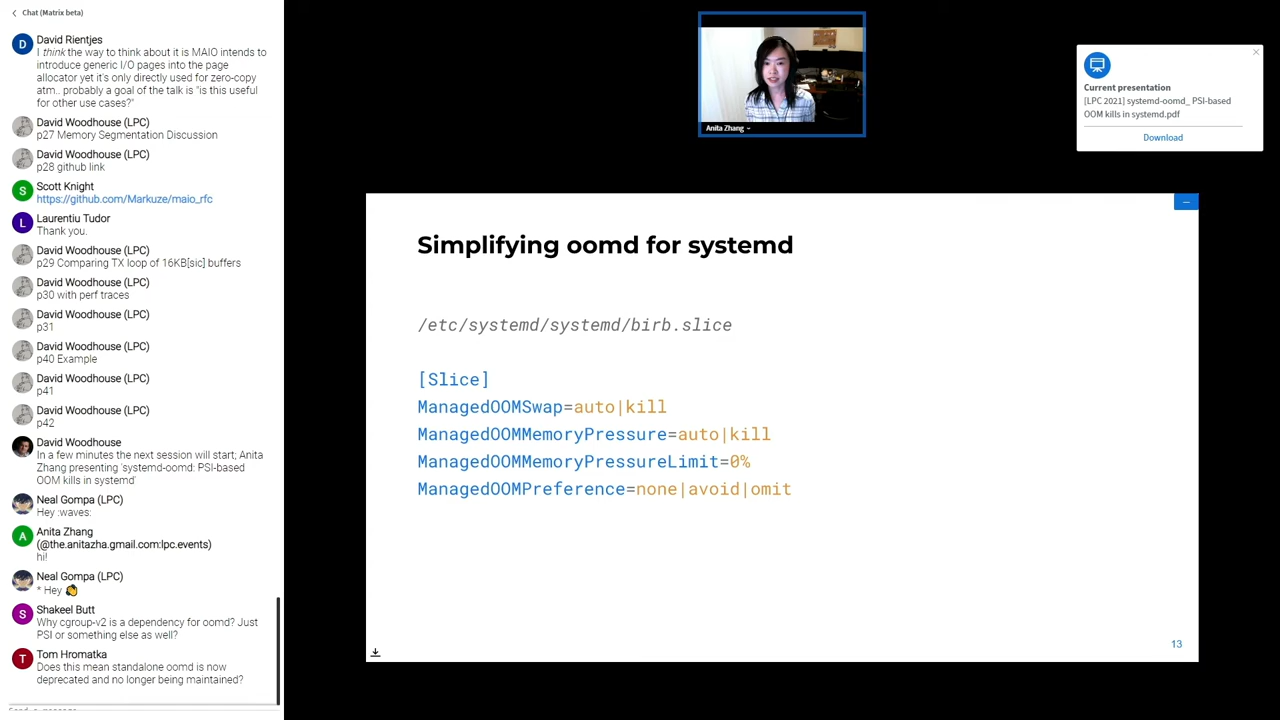 Chat (Matrix beta)
David Rientjes
I think the way to think about it is MAIO intends to
introduce generic I/O pages into the page
allocator yet it's only directly used for zero-copy
atm.. probably a goal of the talk is "is this useful
for other use cases?"
David Woodhouse (LPC)
p27 Memory Segmentation Discussion
David Woodhouse (LPC)
p28 github link
Scott Knight
https://github.com/Markuze/maio_rfc
Laurentiu Tudor
Thank you.
David Woodhouse (LPC)
p29 Comparing TX loop of 16KB[sic] buffers
David Woodhouse (LPC)
p30 with perf traces
David Woodhouse (LPC)
p31
David Woodhouse (LPC)
p40 Example
David Woodhouse (LPC)
p41
David Woodhouse (LPC)
p42
David Woodhouse
In a few minutes the next session will start; Anita
Zhang presenting 'systemd-oomd: PSI-based
OOM kills in systemd'
Neal Gompa (LPC)
Hey :waves:
Anita Zhang
(@the.anitazha.gmail.com:lpc.events)
hi!
Neal Gompa (LPC)
* Hey 👋
Shakeel Butt
Why cgroup-v2 is a dependency for oomd? Just
PSI or something else as well?
Tom Hromatka
Does this mean standalone oomd is now
deprecated and no longer being maintained?
Send a message
Anita Zhang
Current presentation
[LPC 2021] systemd-oomd_ PSI-based
OOM kills in systemd.pdf
Download
Simplifying oomd for systemd
/etc/systemd/systemd/birb.slice
[Slice]
ManagedOOMSwap=auto|kill
ManagedOOMMemoryPressure=auto|kill
ManagedOOMMemoryPressureLimit=0%
ManagedOOMPreference=none|avoid|omit
13
D
S
L
A
S
T